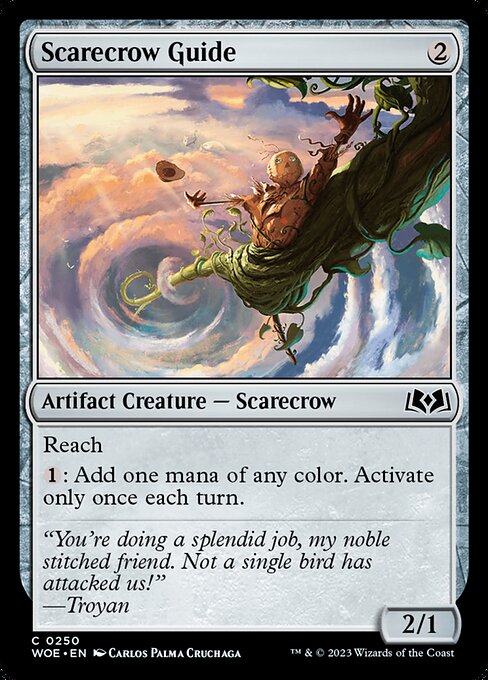 Scarecrow Guide 2
Artifact Creature — Scarecrow
Reach
1: Add one mana of any color. Activate
only once each turn.
“You’re doing a splendid job, my noble
stitched friend. Not a single bird has
attacked us!”
—Troyan
2/1
C 0250
WOE • EN Carlos Palma Cruchaga
™ & © 2023 Wizards of the Coast